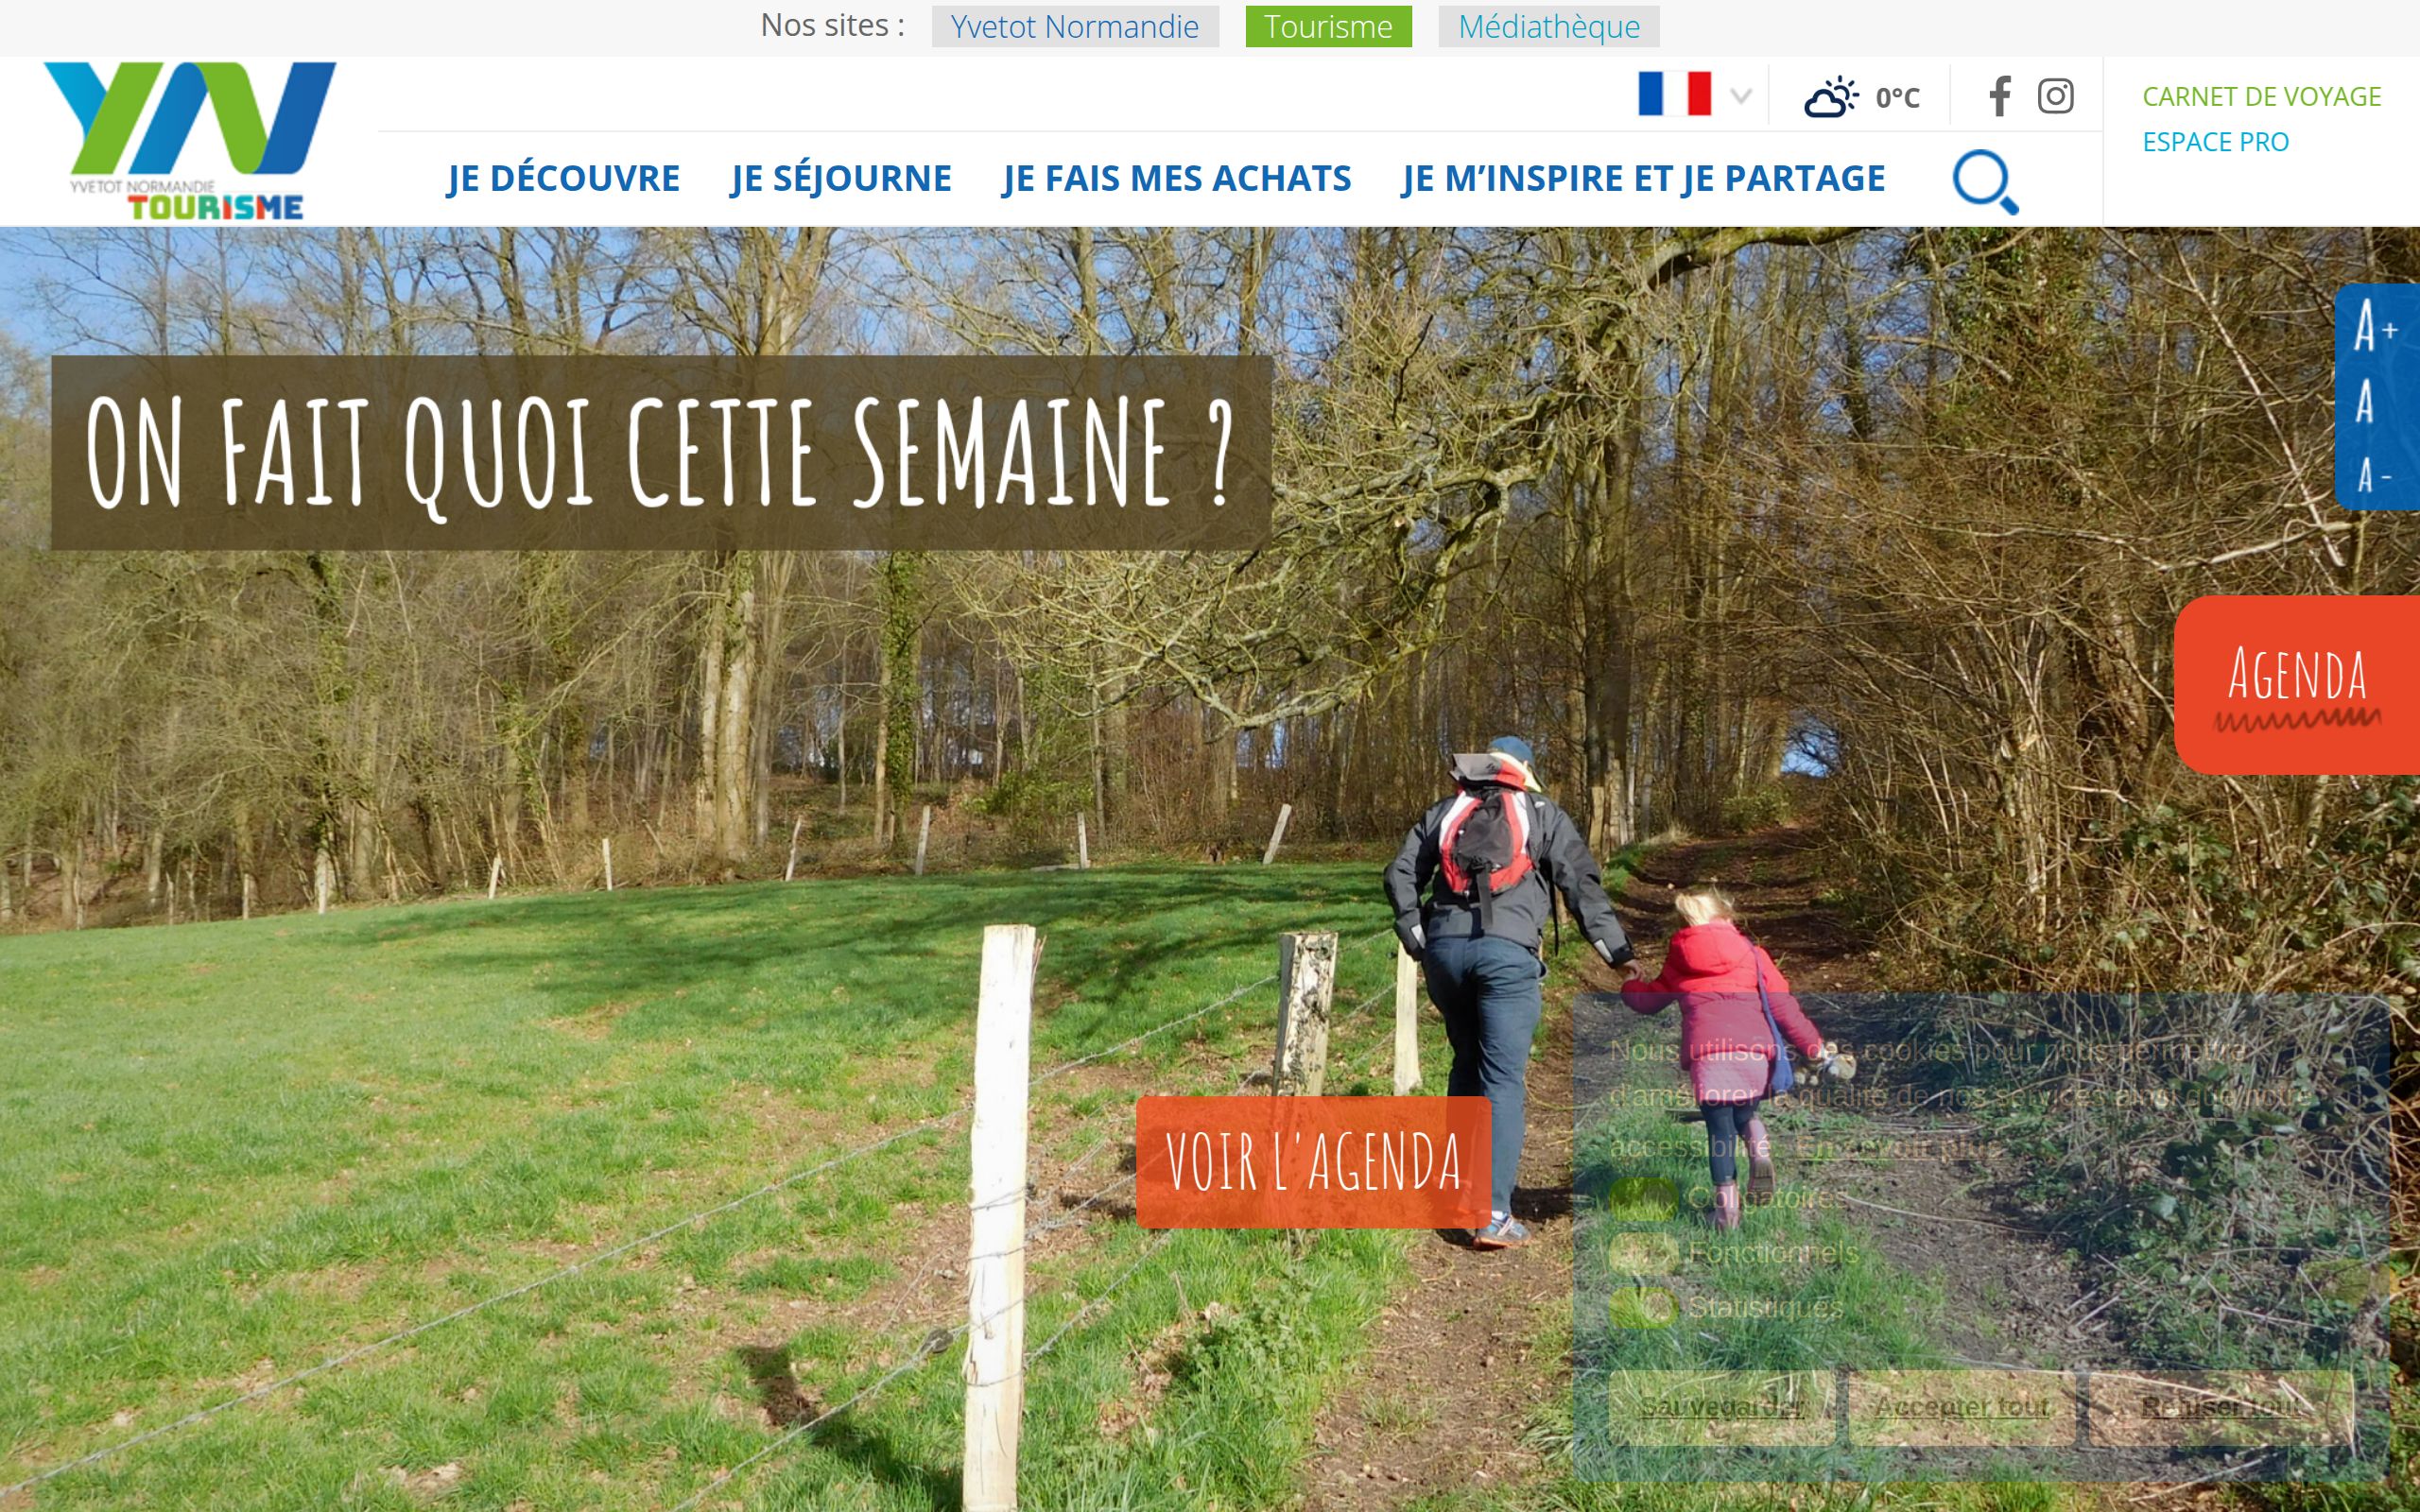 Nos sites :
Yvetot Normandie
Tourisme
Médiathèque
YVETOT NORMANDIE
TOURISME
0°C
CARNET DE VOYAGE
ESPACE PRO
JE DÉCOUVRE
JE SÉJOURNE
JE FAIS MES ACHATS
JE M’INSPIRE ET JE PARTAGE
A+
A
A-
ON FAIT QUOI CETTE SEMAINE ?
AGENDA
VOIR L'AGENDA
Nous utilisons des cookies pour nous permettre
d'améliorer la qualité de nos services ainsi que notre
accessibilité. En savoir plus
Obligatoires
Fonctionnels
Statistiques
Sauvegarder
Accepter tout
Refuser tout